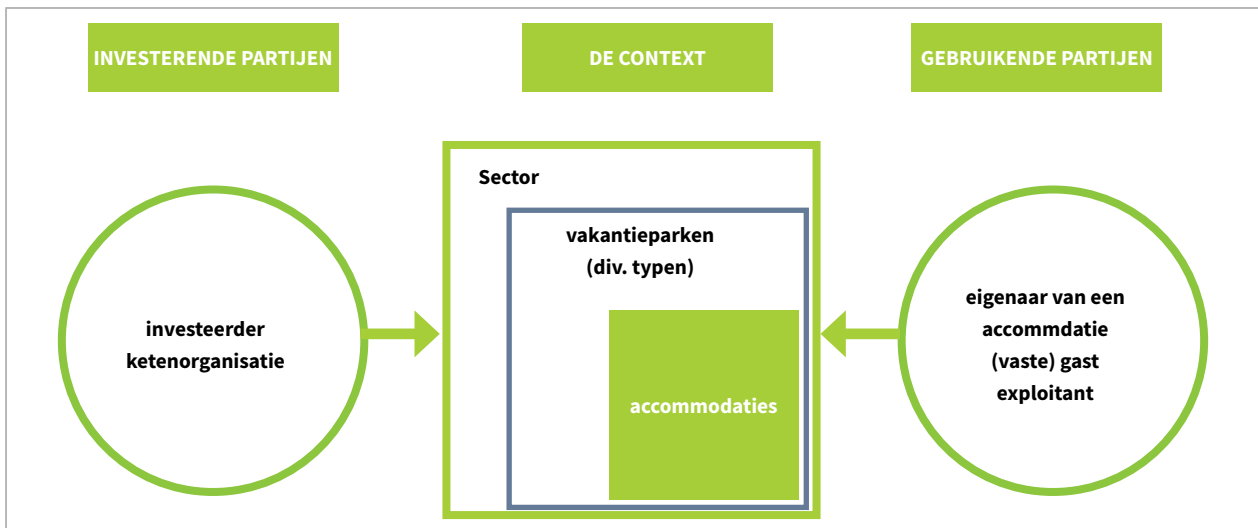 INVESTERENDE PARTIJEN
DE CONTEXT
GEBRUIKENDE PARTIJEN
investeerder
ketenorganisatie
Sector
vakantieparken
(div. typen)
accommodaties
eigenaar van een
accommdatie
(vaste) gast
exploitant